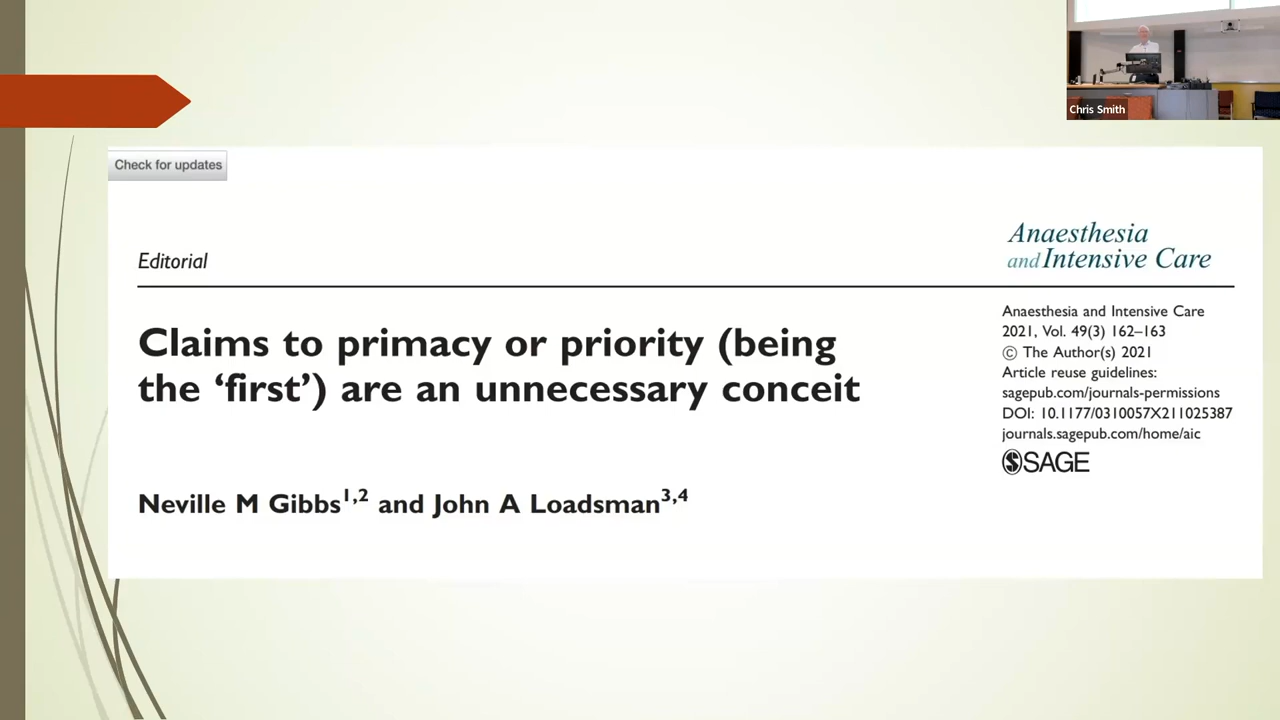 Chris Smith
Check for updates
Editorial
Anaesthesia
and Intensive Care
Claims to primacy or priority (being
the ‘first’) are an unnecessary conceit
Neville M Gibbs1,2 and John A Loadsman3,4
Anaesthesia and Intensive Care
2021, Vol. 49(3) 162–163
© The Author(s) 2021
Article reuse guidelines:
sagepub.com/journals-permissions
DOI: 10.1177/0310057X211025387
journals.sagepub.com/home/aic
SAGE